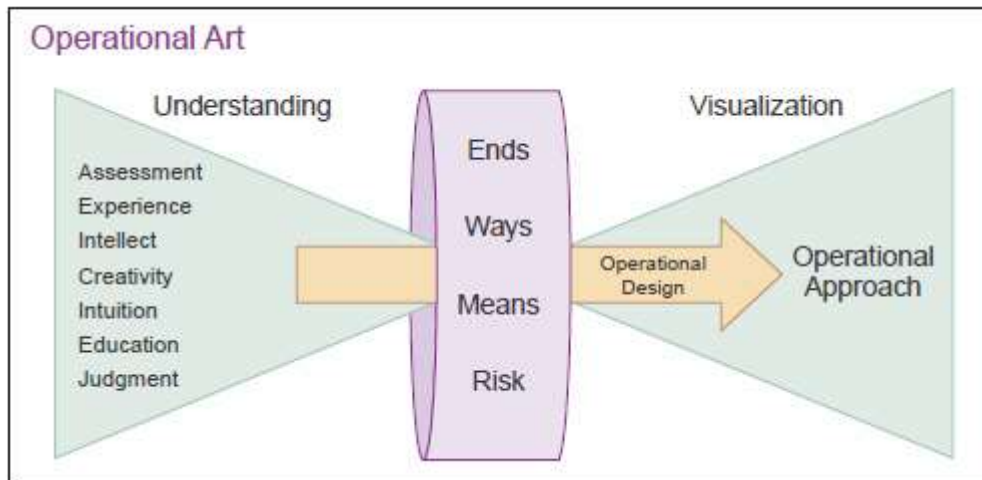 Operational Art
Understanding
Assessment
Experience
Intellect
Creativity
Intuition
Education
Judgment
Ends
Ways
Means
Risk
Visualization
Operational
Design
Operational
Approach